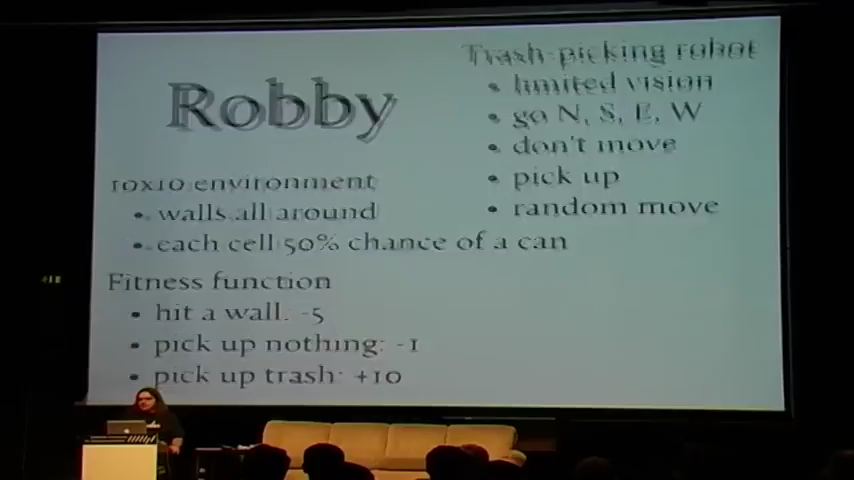 Robby
10x10 environment
• walls all around
• each cell 50% chance of a can
Fitness function
• hit a wall: -5
• pick up nothing: -1
• pick up trash: +10
Trash-picking robot
• limited vision
• go N, S, E, W
• don't move
• pick up
• random move